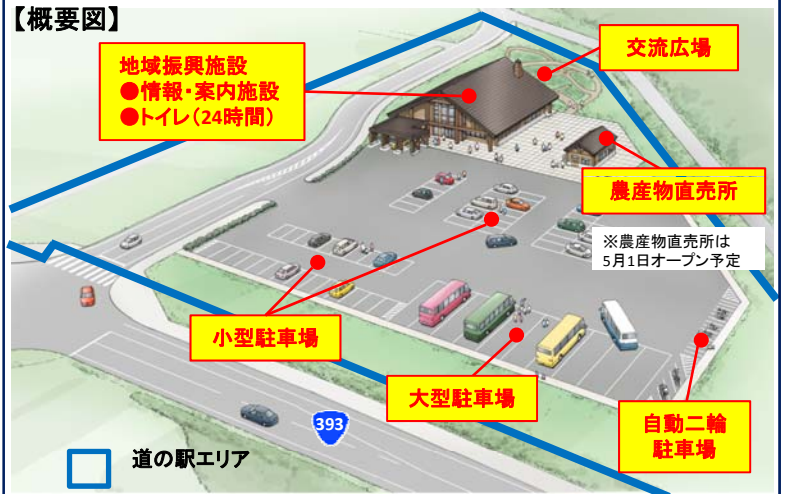 【概要図】
地域振興施設
●情報・案内施設
●トイレ(24時間)
交流広場
農産物直売所
※農産物直売所は
5月1日オープン予定
小型駐車場
大型駐車場
自動二輪
駐車場
393
道の駅エリア